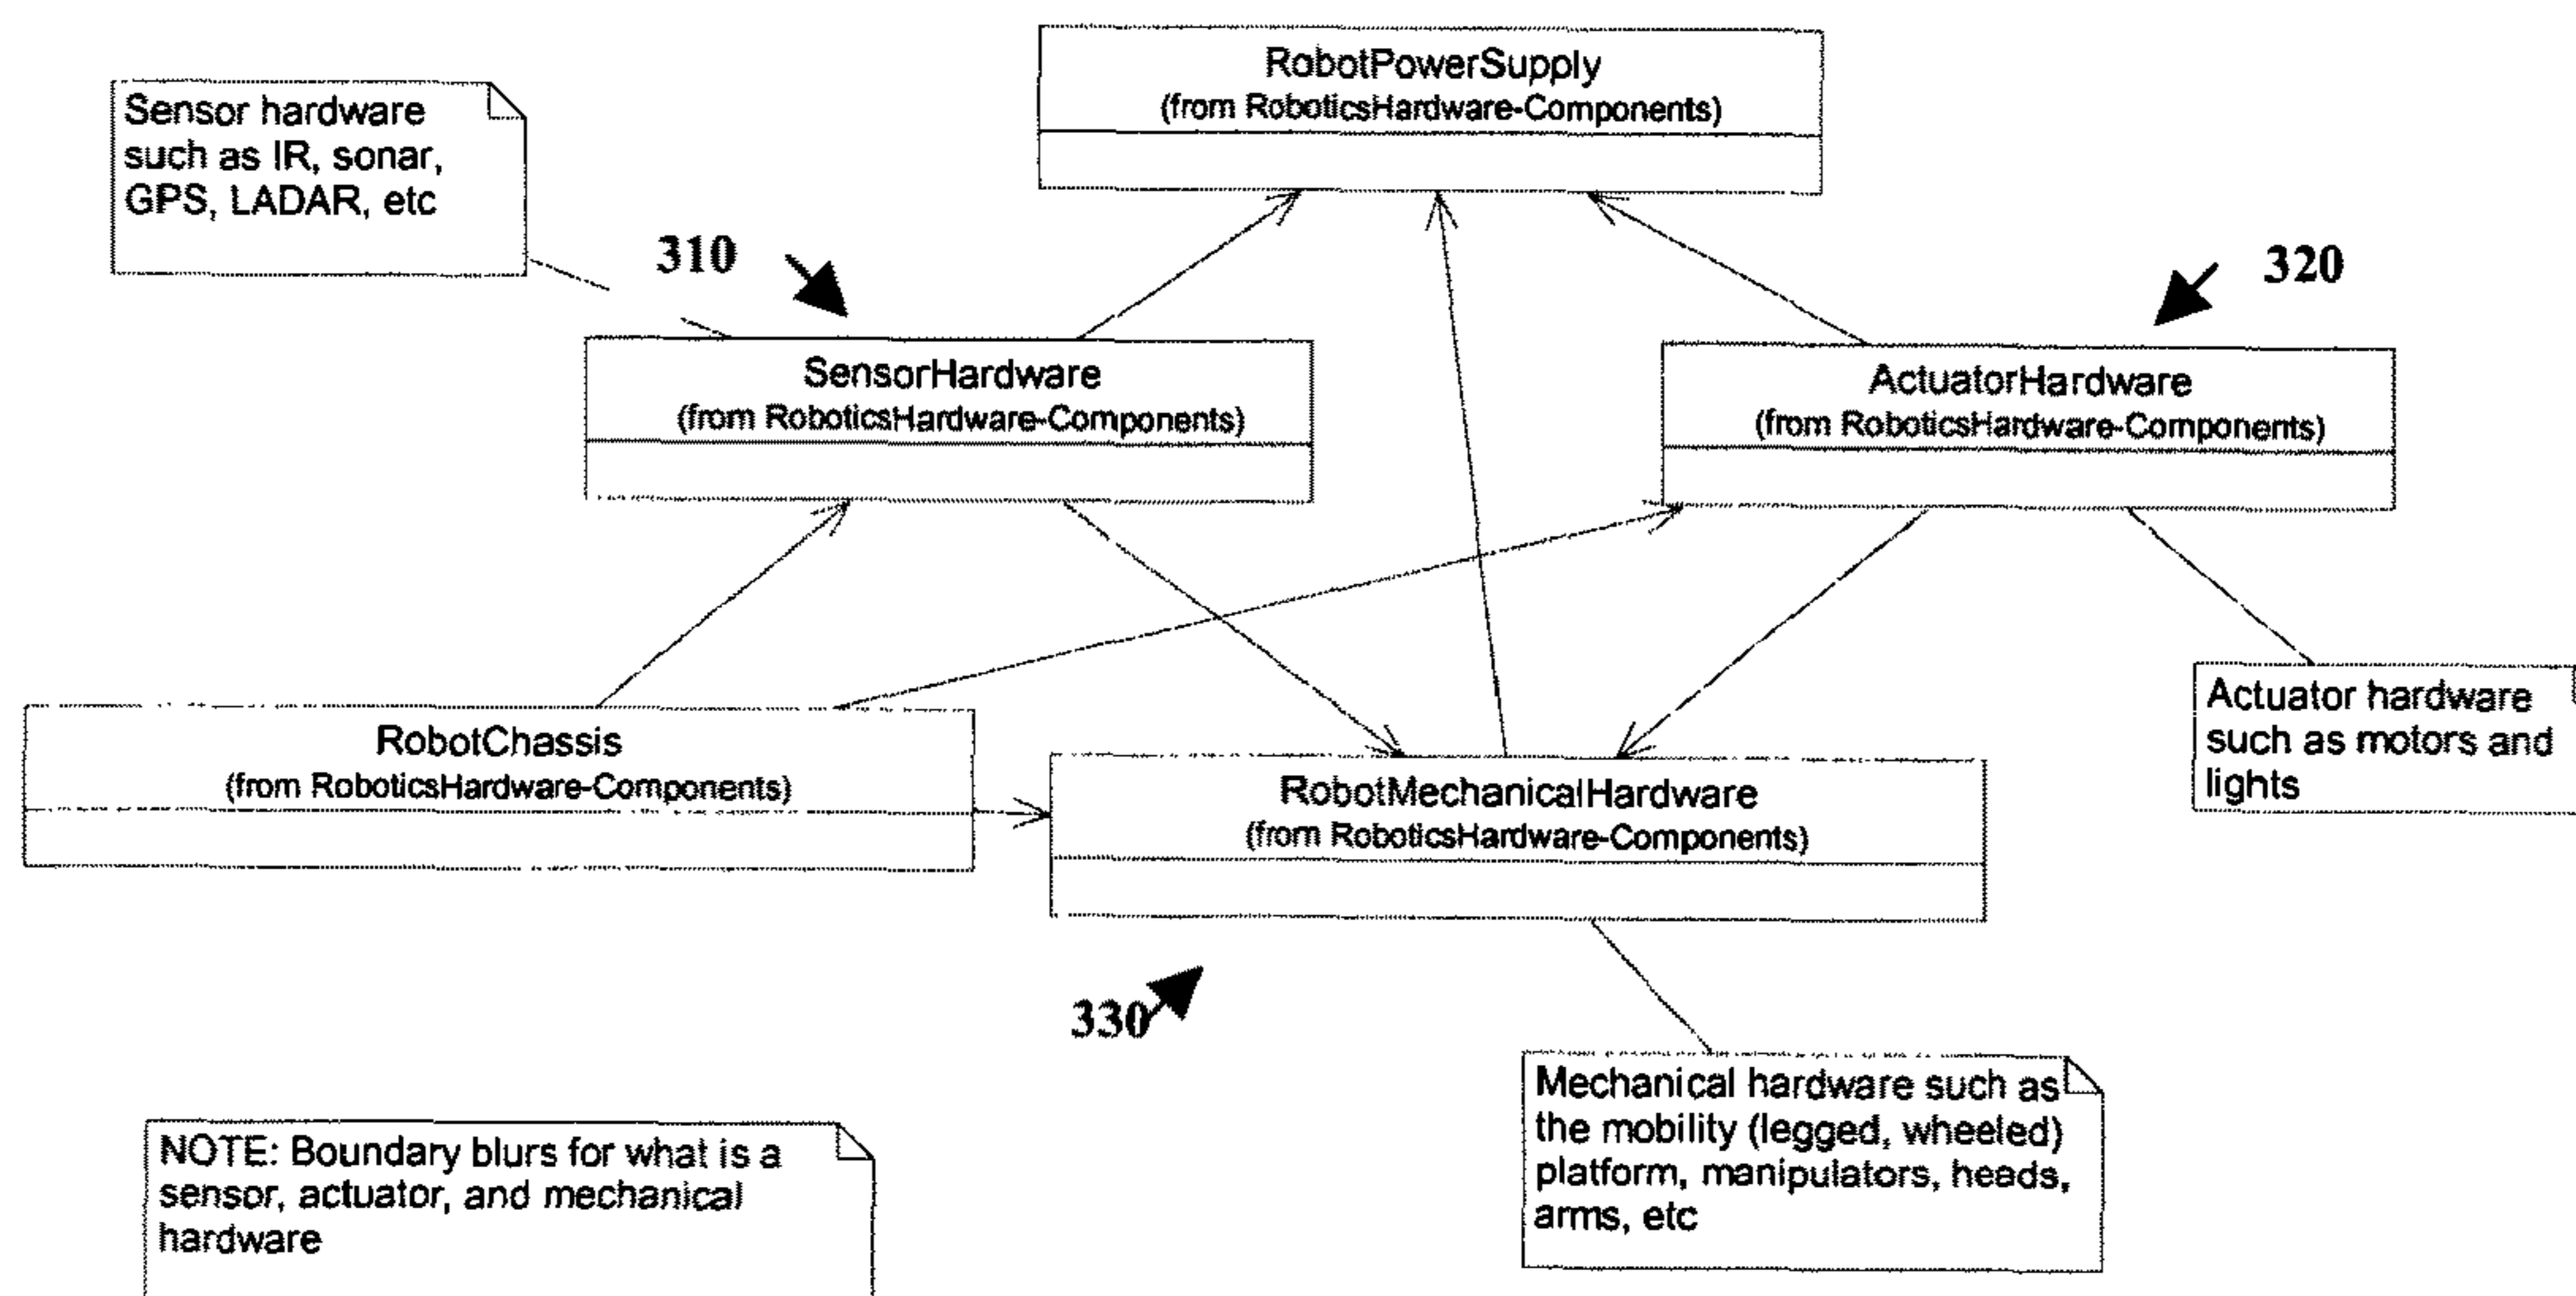 RobotPowerSupply
(from RoboticsHardware-Components)
Sensor hardware
such as IR, sonar,
GPS, LADAR, etc
310
320
SensorHardware
(from RoboticsHardware-Components)
ActuatorHardware
(from RoboticsHardware-Components)
RobotChassis
(from RoboticsHardware-Components)
RobotMechanicalHardware
(from RoboticsHardware-Components)
Actuator hardware
such as motors and
lights
330
Mechanical hardware such as
the mobility (legged, wheeled)
platform, manipulators, heads,
arms, etc
NOTE: Boundary blurs for what is a
sensor, actuator, and mechanical
hardware